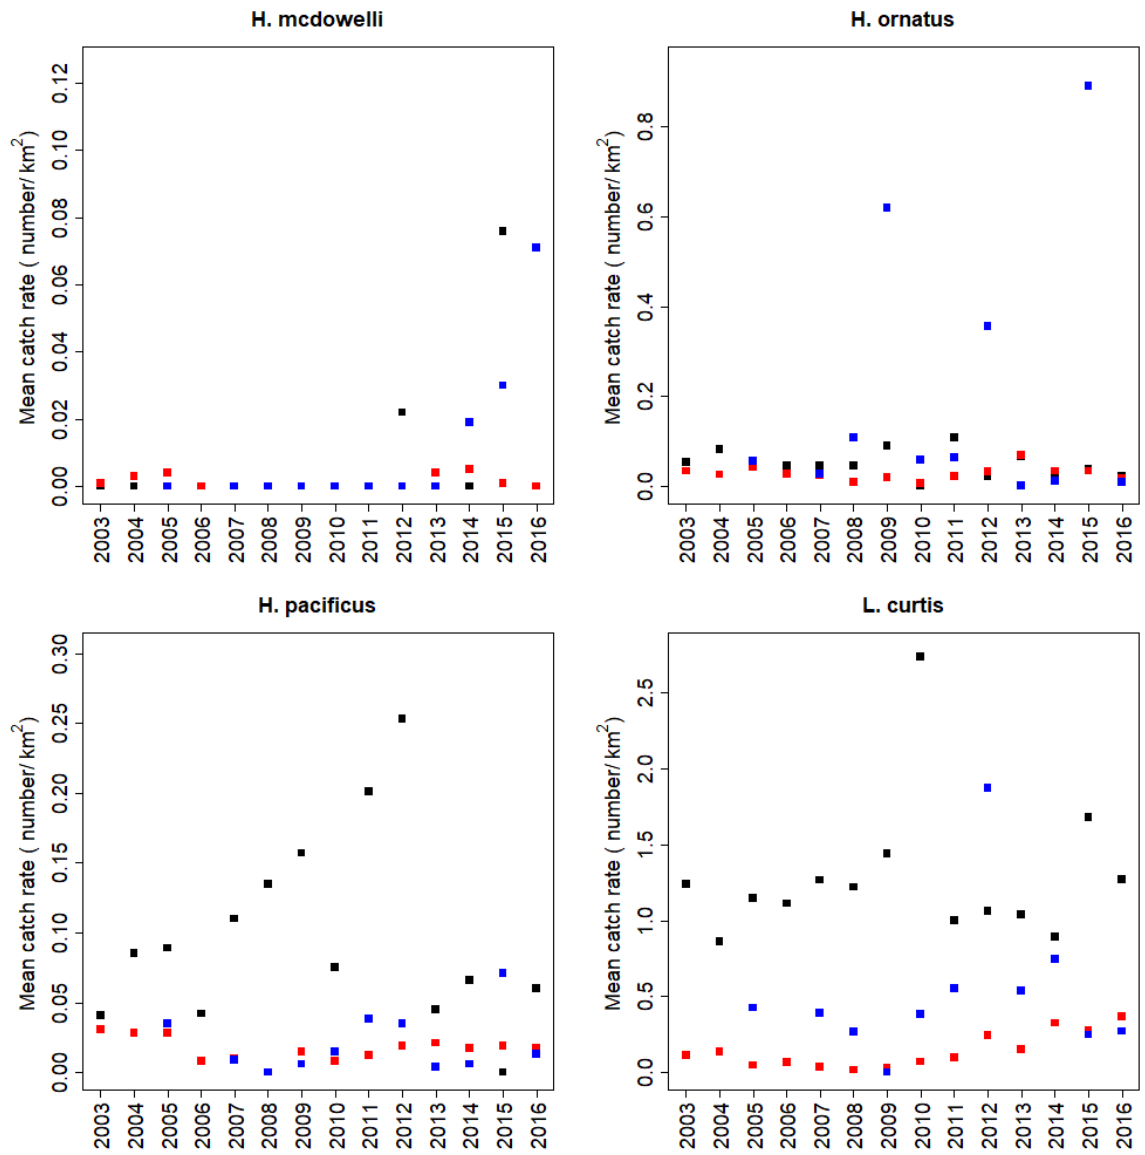 H. mcdowelli
Mean catch rate ( number/ km²)
0.00 0.02 0.04 0.06 0.08 0.10 0.12
2003 2004 2005 2006 2007 2008 2009 2010 2011 2012 2013 2014 2015 2016
H. ornatus
Mean catch rate ( number/ km²)
0.0 0.2 0.4 0.6 0.8
2003 2004 2005 2006 2007 2008 2009 2010 2011 2012 2013 2014 2015 2016
H. pacificus
Mean catch rate ( number/ km²)
0.00 0.05 0.10 0.15 0.20 0.25 0.30
2003 2004 2005 2006 2007 2008 2009 2010 2011 2012 2013 2014 2015 2016
L. curtis
Mean catch rate ( number/ km²)
0.0 0.5 1.0 1.5 2.0 2.5
2003 2004 2005 2006 2007 2008 2009 2010 2011 2012 2013 2014 2015 2016